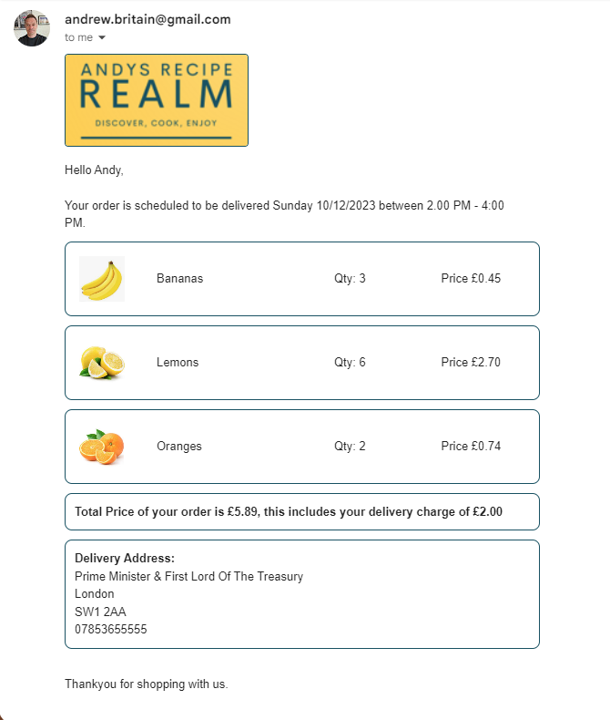 andrew.britain@gmail.com
to me
ANDYS RECIPE
REALM
DISCOVER, COOK, ENJOY
Hello Andy,
Your order is scheduled to be delivered Sunday 10/12/2023 between 2.00 PM - 4:00
PM.
Bananas Qty: 3 Price £0.45
Lemons Qty: 6 Price £2.70
Oranges Qty: 2 Price £0.74
Total Price of your order is £5.89, this includes your delivery charge of £2.00
Delivery Address:
Prime Minister & First Lord Of The Treasury
London
SW1 2AA
07853655555
Thankyou for shopping with us.